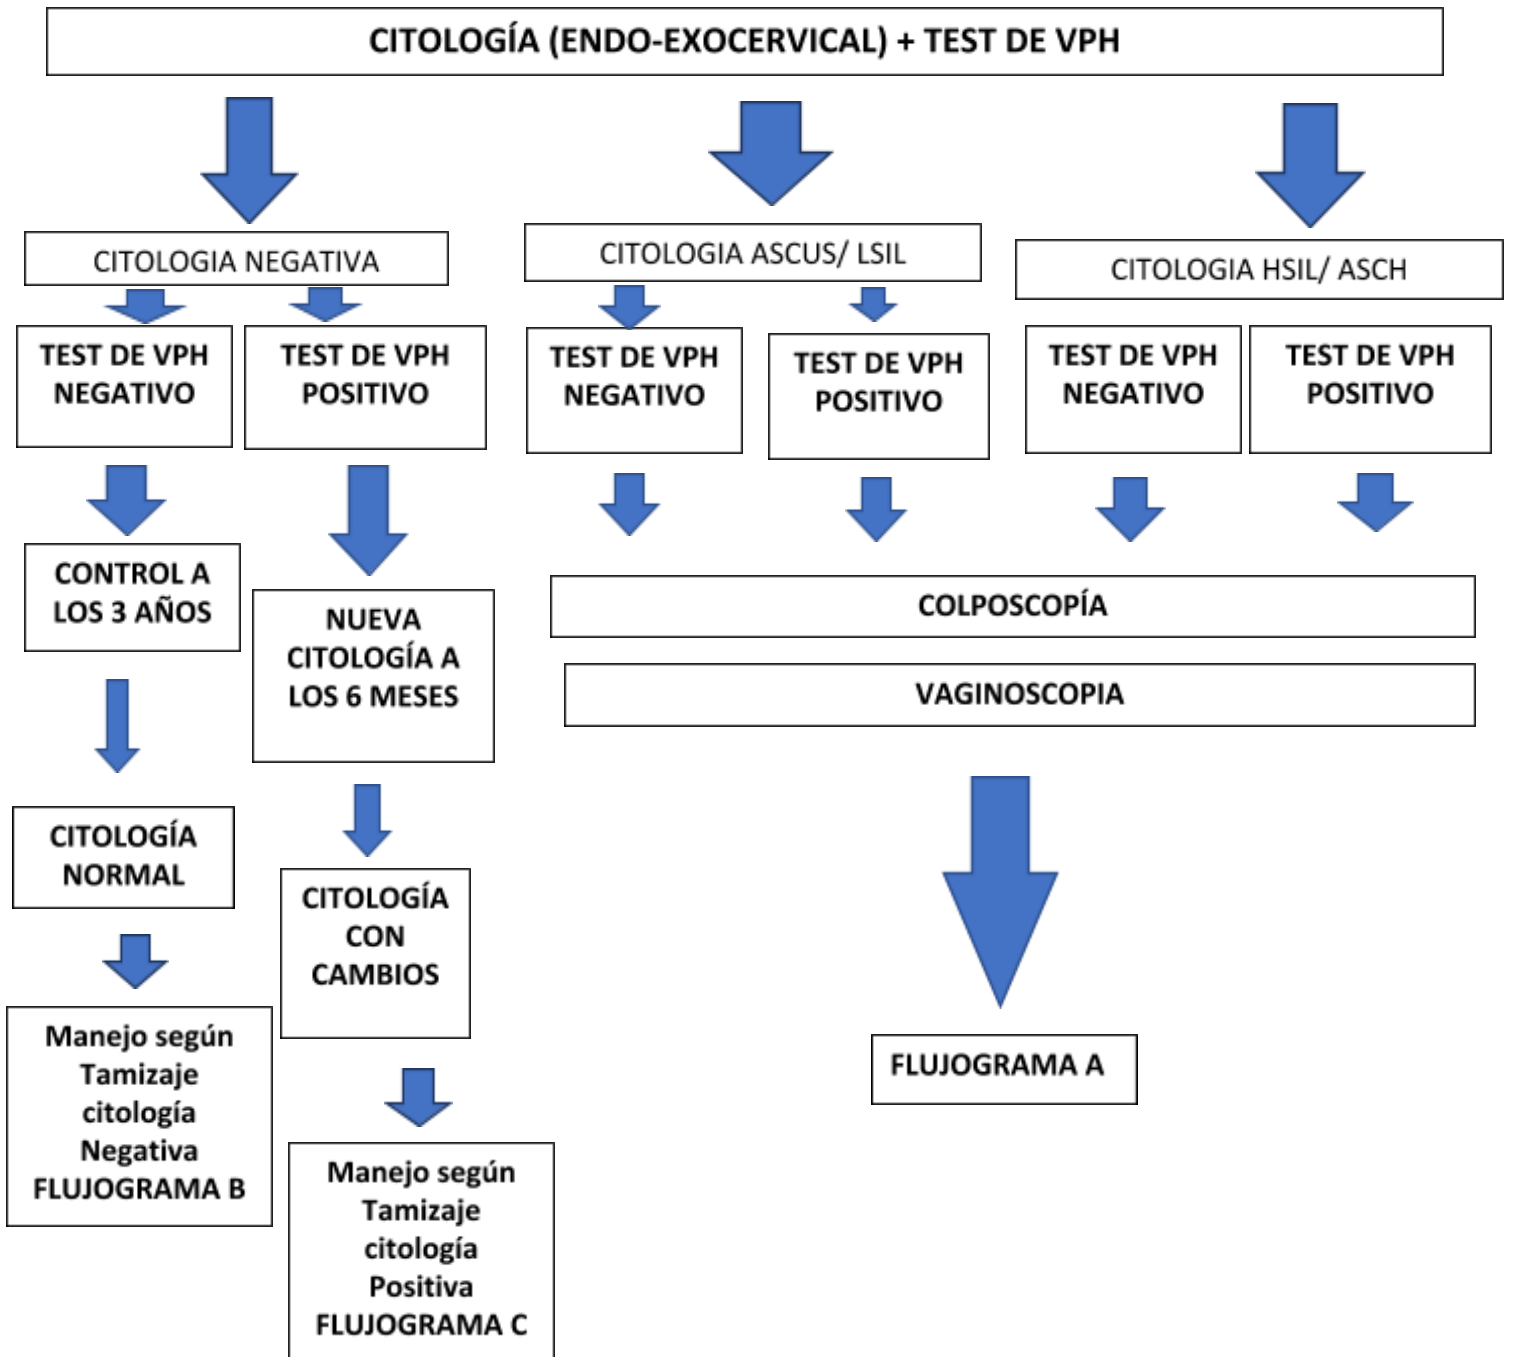 CITOLOGÍA (ENDO-EXOCERVICAL) + TEST DE VPH
CITOLOGIA NEGATIVA
CITOLOGIA ASCUS/ LSIL
CITOLOGIA HSIL/ ASCH
TEST DE VPH
NEGATIVO
TEST DE VPH
POSITIVO
TEST DE VPH
NEGATIVO
TEST DE VPH
POSITIVO
TEST DE VPH
NEGATIVO
TEST DE VPH
POSITIVO
CONTROL A
LOS 3 AÑOS
NUEVA
CITOLOGÍA A
LOS 6 MESES
COLPOSCOPÍA
VAGINOSCOPIA
CITOLOGÍA
NORMAL
CITOLOGÍA
CON
CAMBIOS
Manejo según
Tamizaje
citología
Negativa
FLUJOGRAMA B
Manejo según
Tamizaje
citología
Positiva
FLUJOGRAMA C
FLUJOGRAMA A